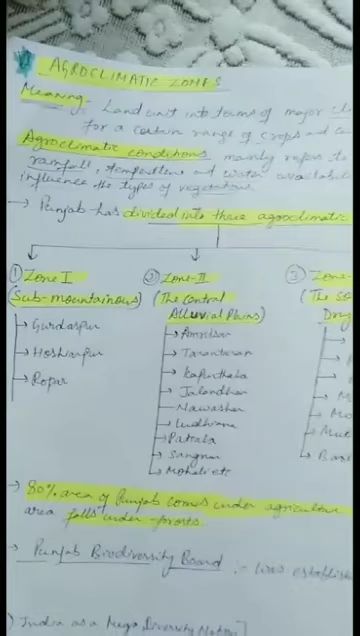 AGROCLIMATIC ZONES
Meaning - Land unit into terms of major
for a certain range of crops and
Agroclimatic conditions mainly refers to
rainfall, temperature and water
influence the types of vegetation.
→ Punjab has divided into three agroclimatic
① Zone I
(Sub-mountainous)
→ Gurdaspur
→ Hoshiarpur
→ Ropar
② Zone-II
(The Central
Alluvial Plains)
→ Amritsar
→ Tarantaran
→ Kapurthala
→ Jalandhar
→ Nawashar
→ Ludhiana
→ Patiala
→ Sangrur
→ Mohali etc
③ Zone-
(The
→ 80% area of Punjab comes under agriculture
area falls under forests
→ Punjab Biodiversity Board :- was
) India as a Mega Diversity Nation]